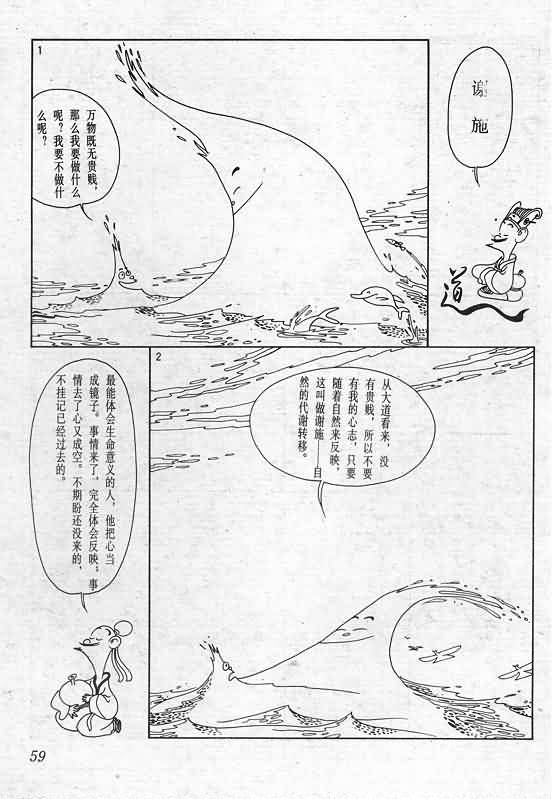 谢施
道
1
万物既无贵贱，
那么我要做什么
呢？我要不做什
么呢？
2
从大道看来，没
有贵贱，所以不要
有我的心志，只要
随着自然来反映，
这叫做谢施——自
然的代谢转移。
最能体会生命意义的人，他把心当
成镜子。事情来了，完全体会反映；事
情去了心又成空。不期盼还没来的，
不挂记已经过去的。
59